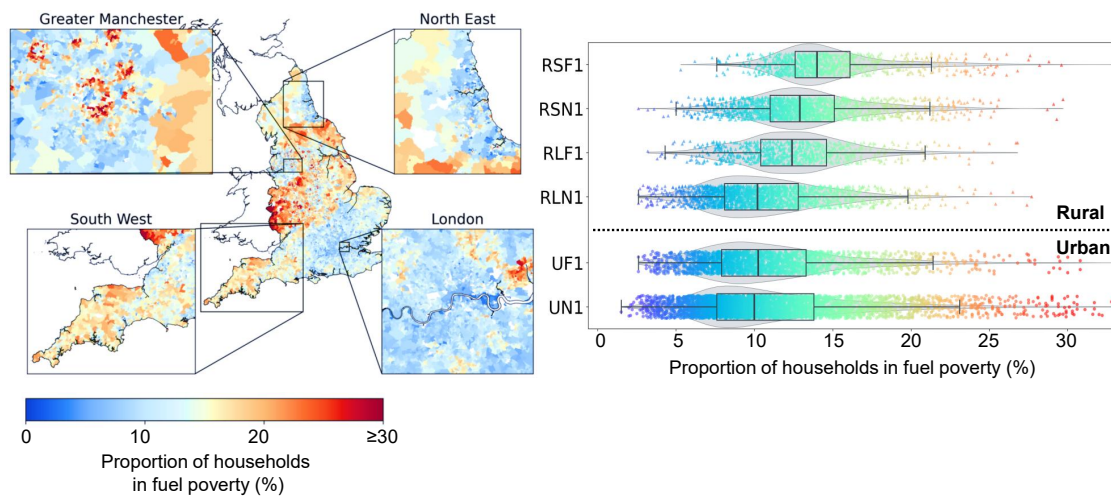 Greater Manchester
North East
South West
London
0
10
20
≥30
Proportion of households
in fuel poverty (%)
RSF1
RSN1
RLF1
RLN1
Rural
Urban
UF1
UN1
0
5
10
15
20
25
30
Proportion of households in fuel poverty (%)